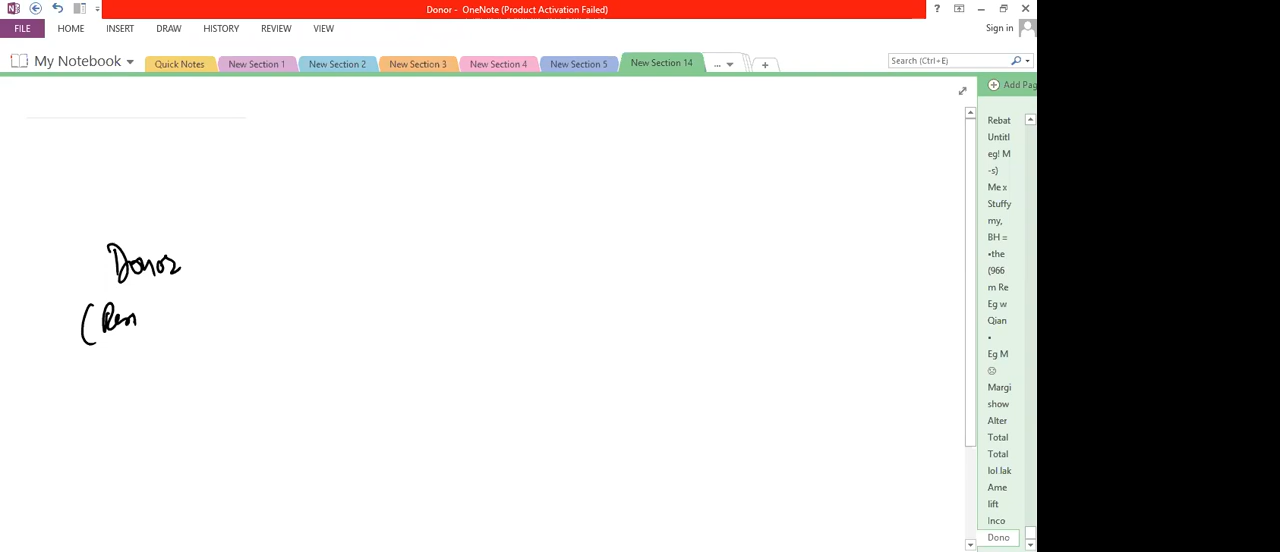 Donor - OneNote (Product Activation Failed)
?
FILE HOME INSERT DRAW HISTORY REVIEW VIEW Sign in
My Notebook Quick Notes New Section 1 New Section 2 New Section 3 New Section 4 New Section 5 New Section 14 ... + Search (Ctrl+E)
Add Pag
Rebat
Untitl
eg! M
-s)
Me x
Stuffy
my,
BH =
•the
(966
m Re
Eg w
Qian
•
Eg M
☹
Margi
show
Alter
Total
Total
lol lak
Ame
lift
Inco
Dono
Donor